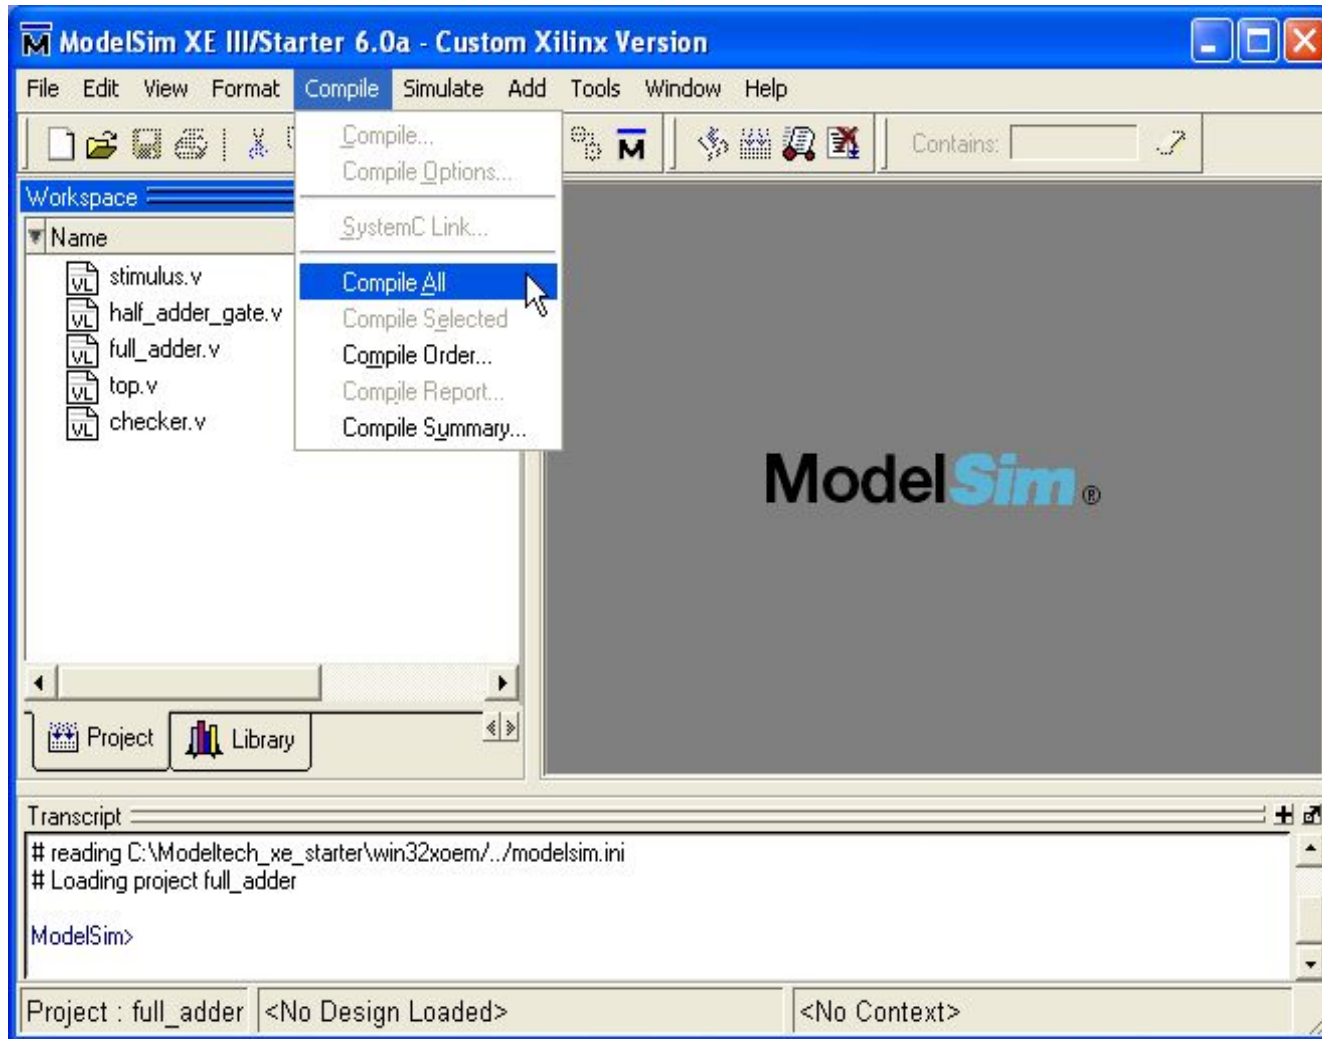 ModelSim XE III/Starter 6.0a - Custom Xilinx Version
File Edit View Format Compile Simulate Add Tools Window Help
Contains:
Compile...
Compile Options...
SystemC Link...
Compile All
Compile Selected
Compile Order...
Compile Report...
Compile Summary...
Workspace
Name
stimulus.v
half_adder_gate.v
full_adder.v
top.v
checker.v
ModelSim®
Project Library
Transcript
# reading C:\Modeltech_xe_starter\win32xoem/../modelsim.ini
# Loading project full_adder
ModelSim>
Project : full_adder <No Design Loaded> <No Context>